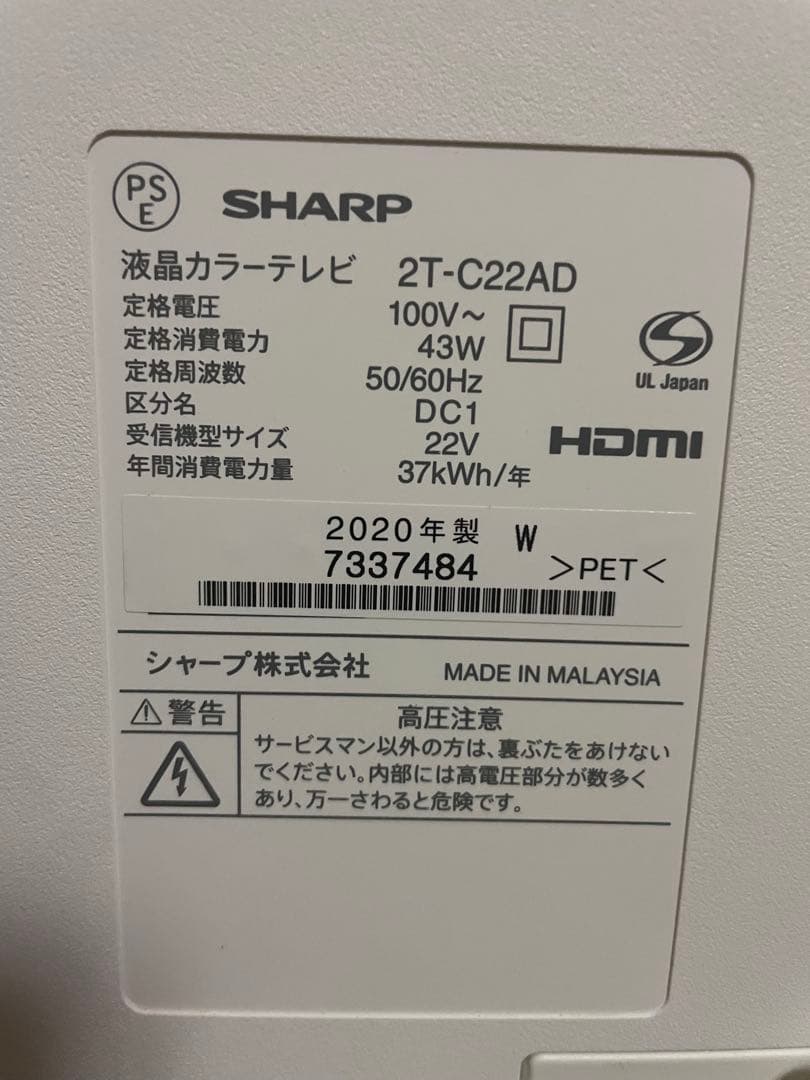 PS
E
SHARP
液晶カラーテレビ 2T-C22AD
定格電圧 100V～
定格消費電力 43W
定格周波数 50/60Hz
区分名 DC1
受信機型サイズ 22V
年間消費電力量 37kWh/年
UL Japan
HDMI
2020年製 W
7337484 >PET<
シャープ株式会社 MADE IN MALAYSIA
警告
高圧注意
サービスマン以外の方は、裏ぶたをあけない
でください。内部には高電圧部分が数多く
あり、万一さわると危険です。